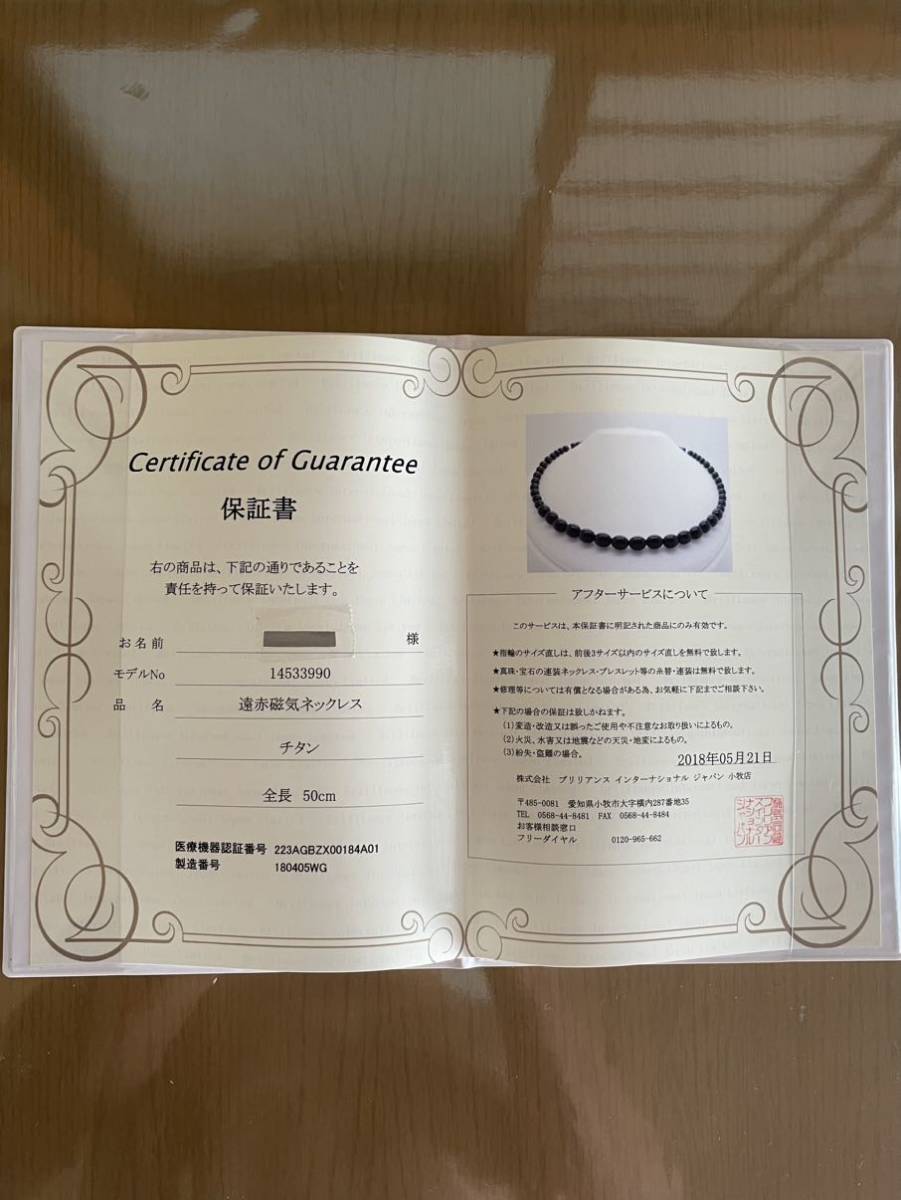 Certificate of Guarantee
保証書
右の商品は、下記の通りであることを
責任を持って保証いたします。
お名前 様
モデルNo 14533990
品 名 遠赤磁気ネックレス
チタン
全長 50cm
医療機器認証番号 223AGBZX00184A01
製造番号 180405WG
アフターサービスについて
このサービスは、本保証書に明記された商品にのみ有効です。
★指輪のサイズ直しは、前後3サイズ以内のサイズ直しを無料で致します。
★真珠・宝石の連装ネックレス・ブレスレット等の糸替・連装は無料で致します。
★修理等については有償となる場合がある為、お気軽に下記までご相談下さい。
★下記の場合の保証は致しかねます。
(1)変造・改造又は誤ったご使用や不注意なお取り扱いによるもの。
(2)火災、水害又は地震などの天災・地変によるもの。
(3)紛失・盗難の場合。
2018年05月21日
株式会社 ブリリアンス インターナショナル ジャパン 小牧店
〒485-0081 愛知県小牧市大字横内287番地35
TEL 0568-44-8481 FAX 0568-44-8484
お客様相談窓口
フリーダイヤル 0120-965-662